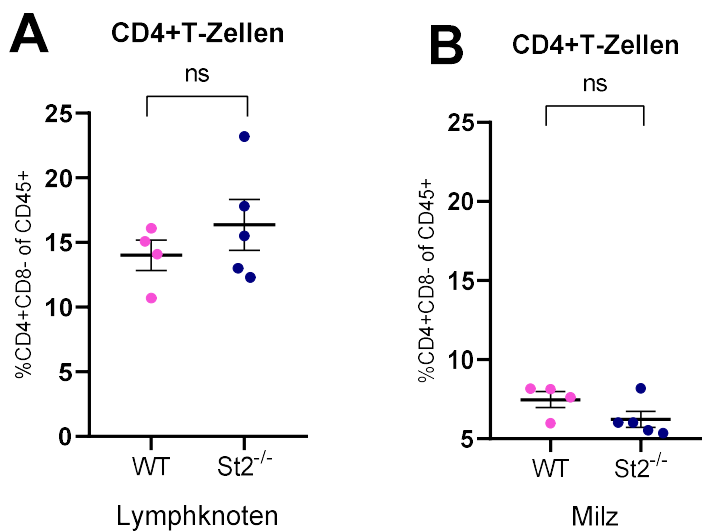 A
CD4+T-Zellen
ns
%CD4+CD8- of CD45+
25
20
15
10
5
0
WT
St2-/-
Lymphknoten
B
CD4+T-Zellen
ns
%CD4+CD8- of CD45+
25
20
15
10
5
WT
St2-/-
Milz